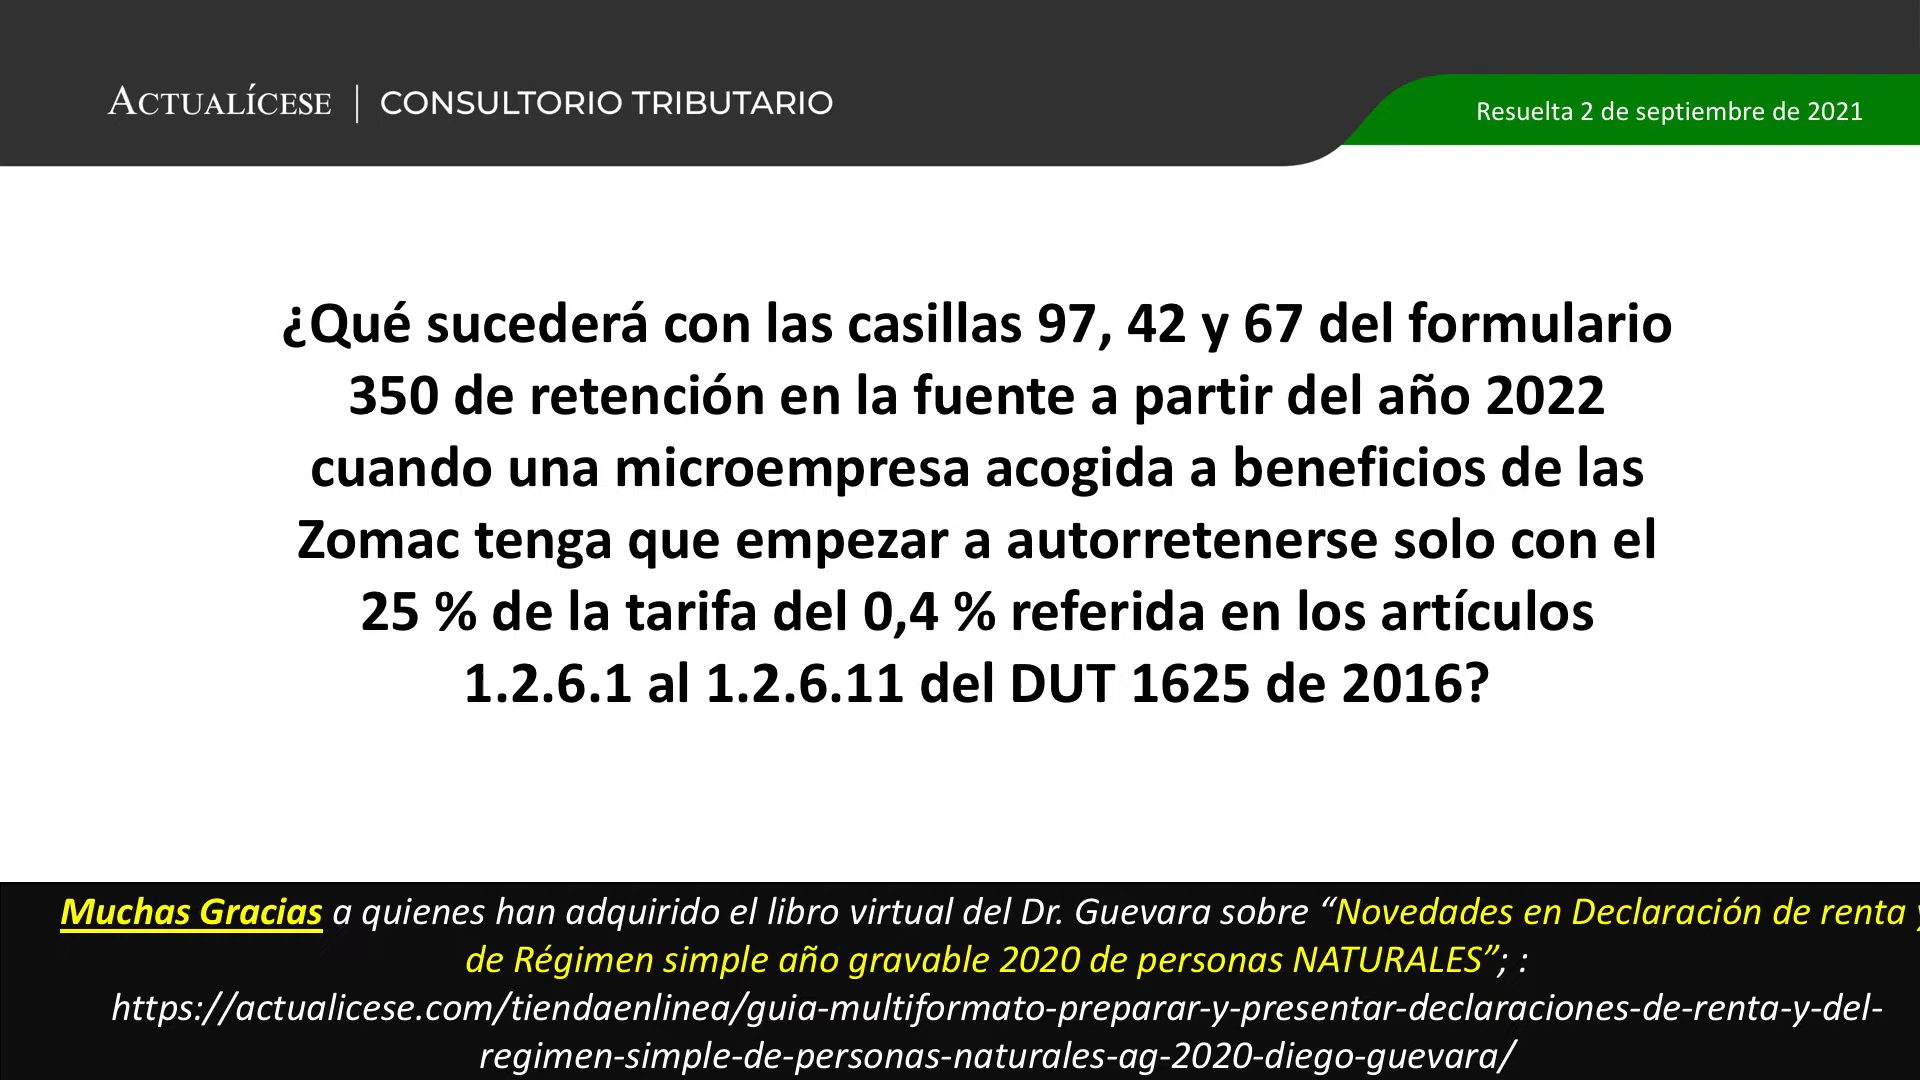 ACTUALÍCESE | CONSULTORIO TRIBUTARIO
Resuelta 2 de septiembre de 2021
¿Qué sucederá con las casillas 97, 42 y 67 del formulario
350 de retención en la fuente a partir del año 2022
cuando una microempresa acogida a beneficios de las
Zomac tenga que empezar a autorretenerse solo con el
25 % de la tarifa del 0,4 % referida en los artículos
1.2.6.1 al 1.2.6.11 del DUT 1625 de 2016?
Muchas Gracias a quienes han adquirido el libro virtual del Dr. Guevara sobre “Novedades en Declaración de renta y
de Régimen simple año gravable 2020 de personas NATURALES”; :
https://actualicese.com/tiendaenlinea/guia-multiformato-preparar-y-presentar-declaraciones-de-renta-y-del-
regimen-simple-de-personas-naturales-ag-2020-diego-guevara/